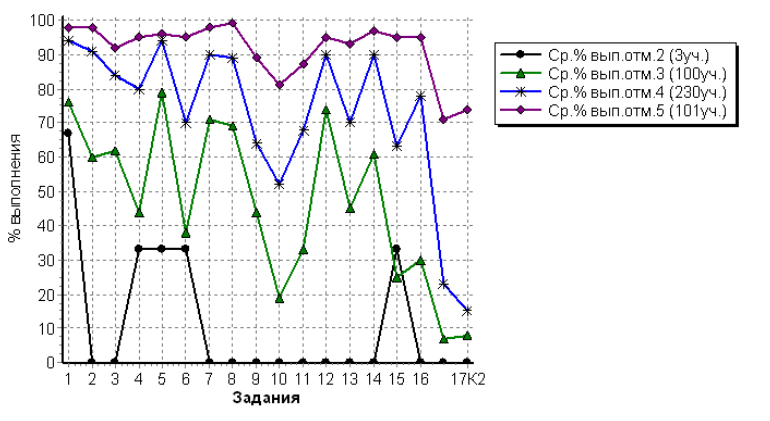 100
90
80
70
60
50
40
30
20
10
0
% выполнения
1 2 3 4 5 6 7 8 9 10 11 12 13 14 15 16 17К2
Задания
Ср.% вып.отм.2 (3уч.)
Ср.% вып.отм.3 (100уч.)
Ср.% вып.отм.4 (230уч.)
Ср.% вып.отм.5 (101уч.)